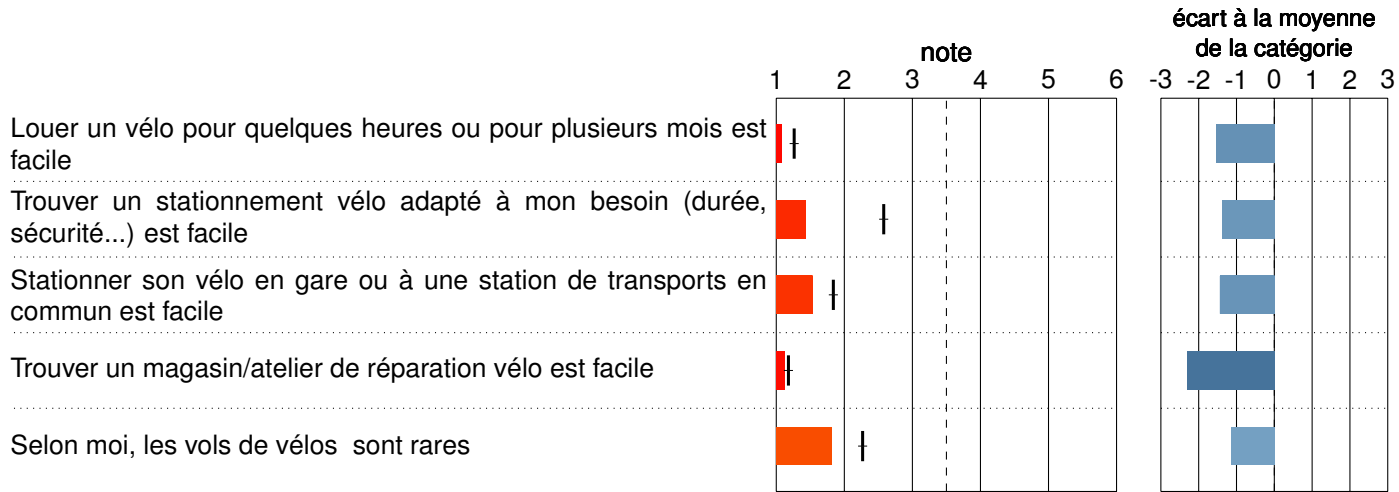 écart à la moyenne
de la catégorie
note
1 2 3 4 5 6
-3 -2 -1 0 1 2 3
Louer un vélo pour quelques heures ou pour plusieurs mois est
facile
Trouver un stationnement vélo adapté à mon besoin (durée,
sécurité...) est facile
Stationner son vélo en gare ou à une station de transports en
commun est facile
Trouver un magasin/atelier de réparation vélo est facile
Selon moi, les vols de vélos sont rares